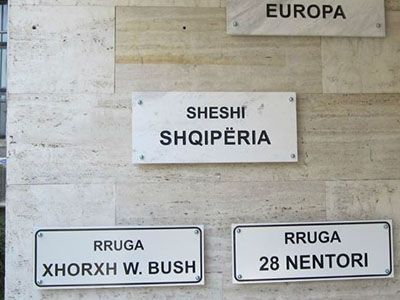 EUROPA
SHESHI
SHQIPËRIA
RRUGA
XHORXH W. BUSH
RRUGA
28 NENTORI